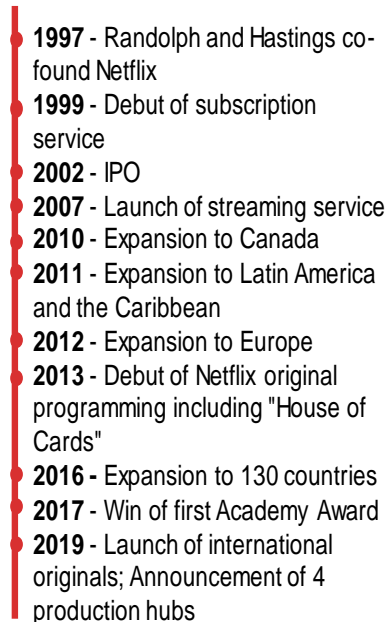 1997 - Randolph and Hastings co-
found Netflix
1999 - Debut of subscription
service
2002 - IPO
2007 - Launch of streaming service
2010 - Expansion to Canada
2011 - Expansion to Latin America
and the Caribbean
2012 - Expansion to Europe
2013 - Debut of Netflix original
programming including "House of
Cards"
2016 - Expansion to 130 countries
2017 - Win of first Academy Award
2019 - Launch of international
originals; Announcement of 4
production hubs